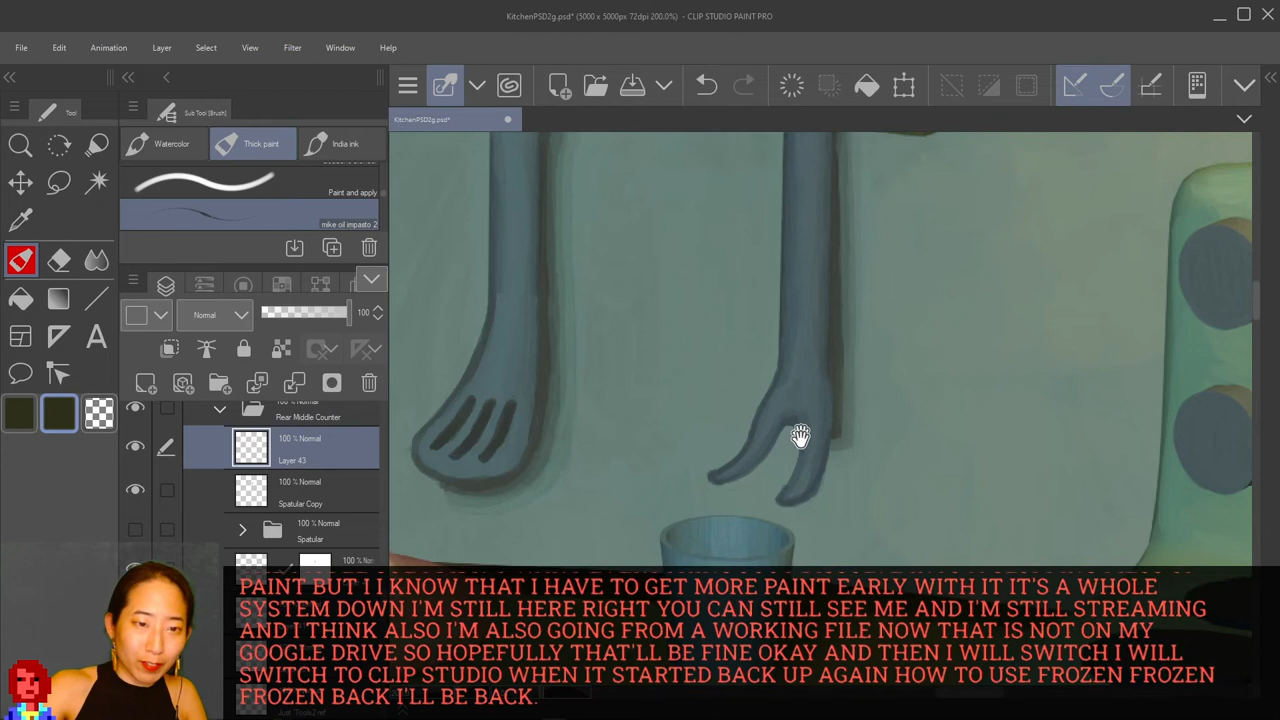 KitchenPSD2g.psd* (5000 x 5000px 72dpi 200.0%) - CLIP STUDIO PAINT PRO
File Edit Animation Layer Select View Filter Window Help
Tool
Sub Tool [Brush]
KitchenPSD2g.psd*
Watercolor Thick paint India ink
Paint and apply
mike oil impasto 2
Normal 100
100 % Normal
Rear Middle Counter
100 % Normal
Layer 43
100 % Normal
Spatular Copy
100 % Normal
Spatular
PAINT BUT I I KNOW THAT I HAVE TO GET MORE PAINT EARLY WITH IT IT'S A WHOLE
SYSTEM DOWN I'M STILL HERE RIGHT YOU CAN STILL SEE ME AND I'M STILL STREAMING
AND I THINK ALSO I'M ALSO GOING FROM A WORKING FILE NOW THAT IS NOT ON MY
GOOGLE DRIVE SO HOPEFULLY THAT'LL BE FINE OKAY AND THEN I WILL SWITCH I WILL
SWITCH TO CLIP STUDIO WHEN IT STARTED BACK UP AGAIN HOW TO USE FROZEN FROZEN
FROZEN BACK I'LL BE BACK.